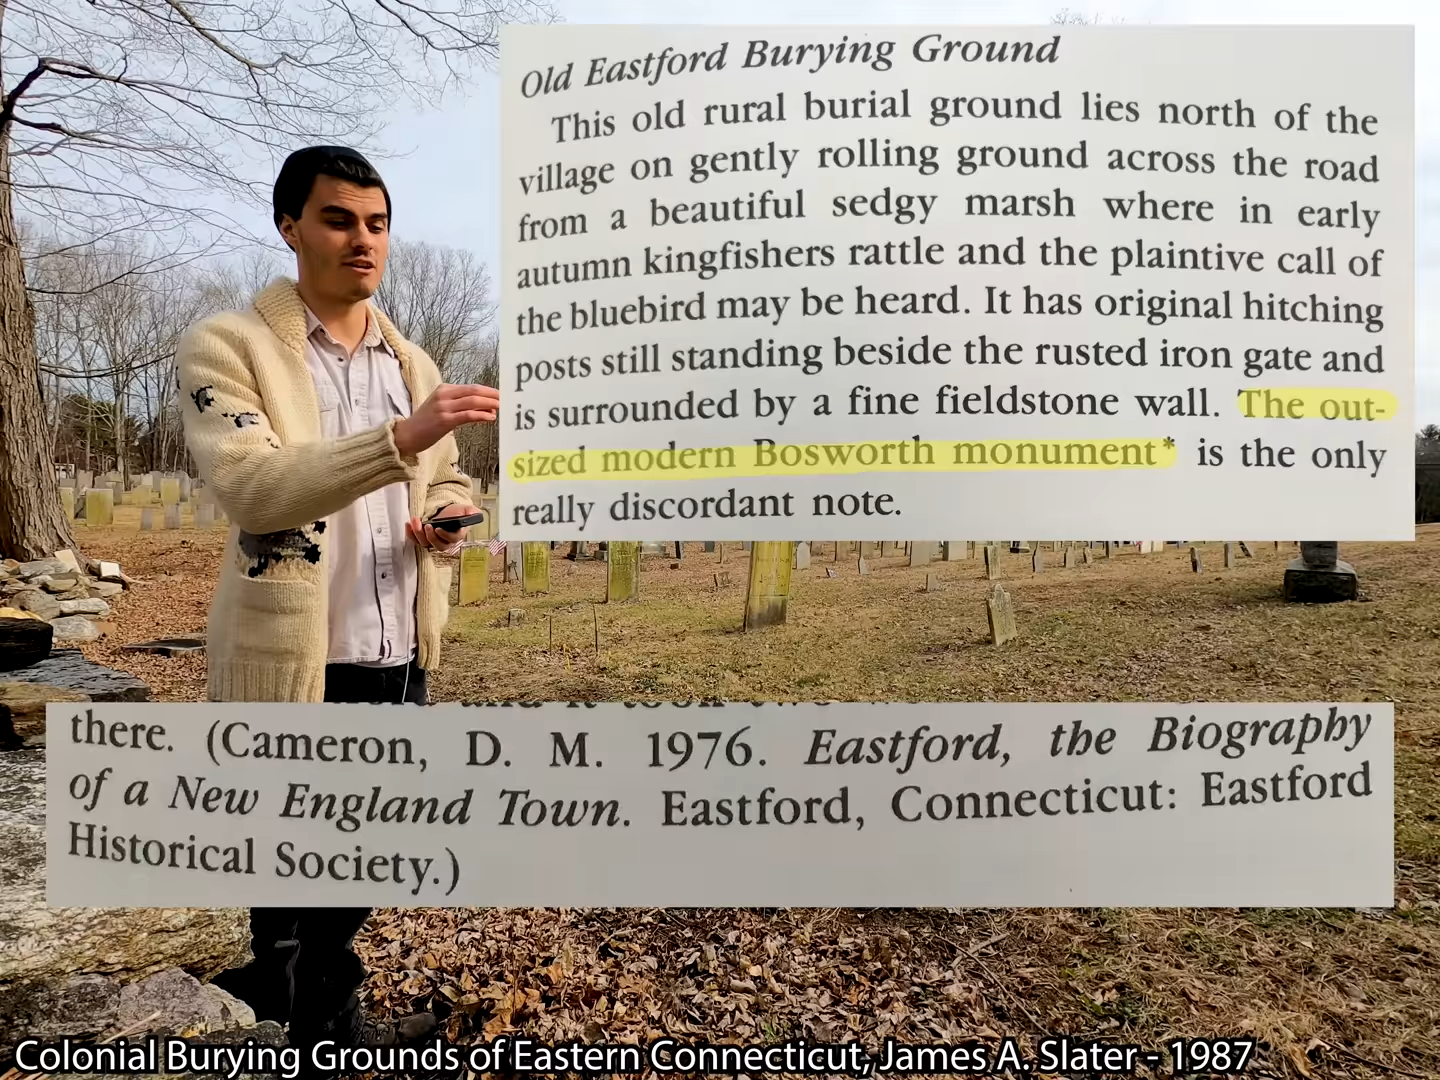 Old Eastford Burying Ground
This old rural burial ground lies north of the
village on gently rolling ground across the road
from a beautiful sedgy marsh where in early
autumn kingfishers rattle and the plaintive call of
the bluebird may be heard. It has original hitching
posts still standing beside the rusted iron gate and
is surrounded by a fine fieldstone wall. The out-
sized modern Bosworth monument* is the only
really discordant note.
there. (Cameron, D. M. 1976. Eastford, the Biography
of a New England Town. Eastford, Connecticut: Eastford
Historical Society.)
Colonial Burying Grounds of Eastern Connecticut, James A. Slater - 1987